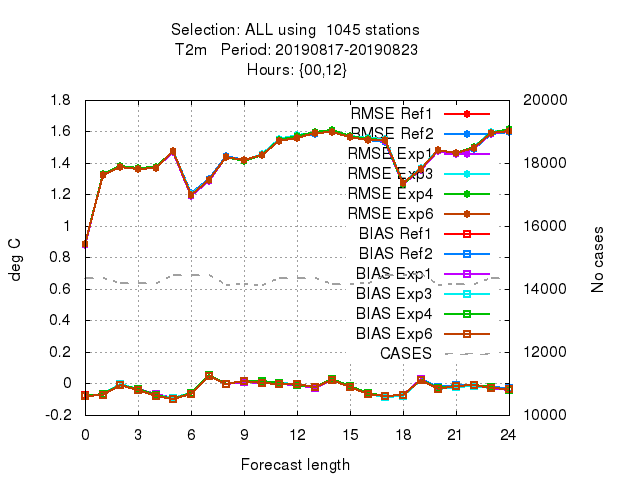 Selection: ALL using 1045 stations
T2m Period: 20190817-20190823
Hours: {00,12}
1.8
1.6
1.4
1.2
1
0.8
0.6
0.4
0.2
0
-0.2
deg C
20000
18000
16000
14000
12000
10000
No cases
RMSE Ref1
RMSE Ref2
RMSE Exp1
RMSE Exp3
RMSE Exp4
RMSE Exp6
BIAS Ref1
BIAS Ref2
BIAS Exp1
BIAS Exp3
BIAS Exp4
BIAS Exp6
CASES
0 3 6 9 12 15 18 21 24
Forecast length